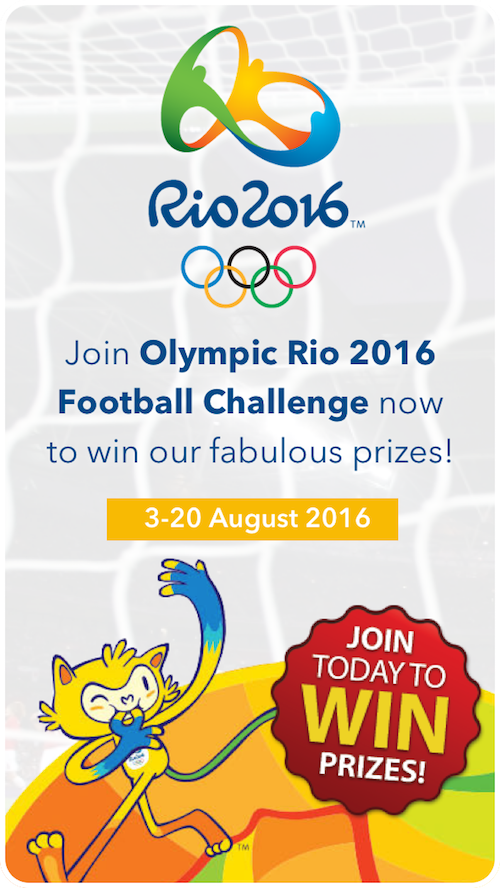 Rio2016™
Join Olympic Rio 2016
Football Challenge now
to win our fabulous prizes!
3-20 August 2016
JOIN
TODAY TO
WIN
PRIZES!
TM